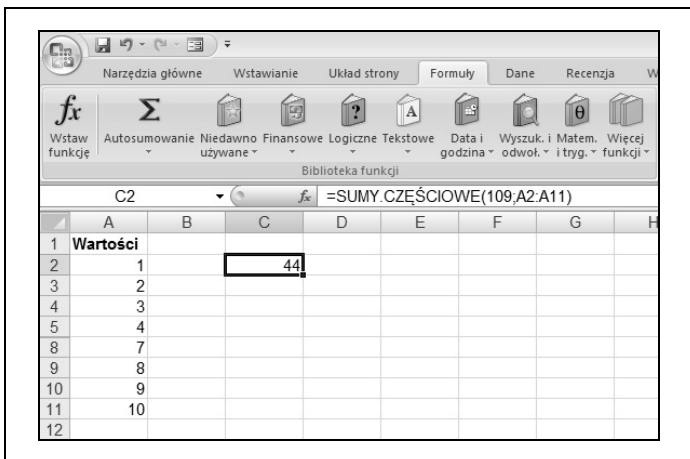 Narzędzia główne Wstawianie Układ strony Formuły Dane Recenzja W
fx Σ ? A θ
Wstaw funkcję Autosumowanie Niedawno używane Finansowe Logiczne Tekstowe Data i godzina Wyszuk. i odwoł. Matem. i tryg. Więcej funkcji
Biblioteka funkcji
C2 fx =SUMY.CZĘŚCIOWE(109;A2:A11)
A B C D E F G H
1 Wartości
2 1 44
3 2
4 3
5 4
8 7
9 8
10 9
11 10
12